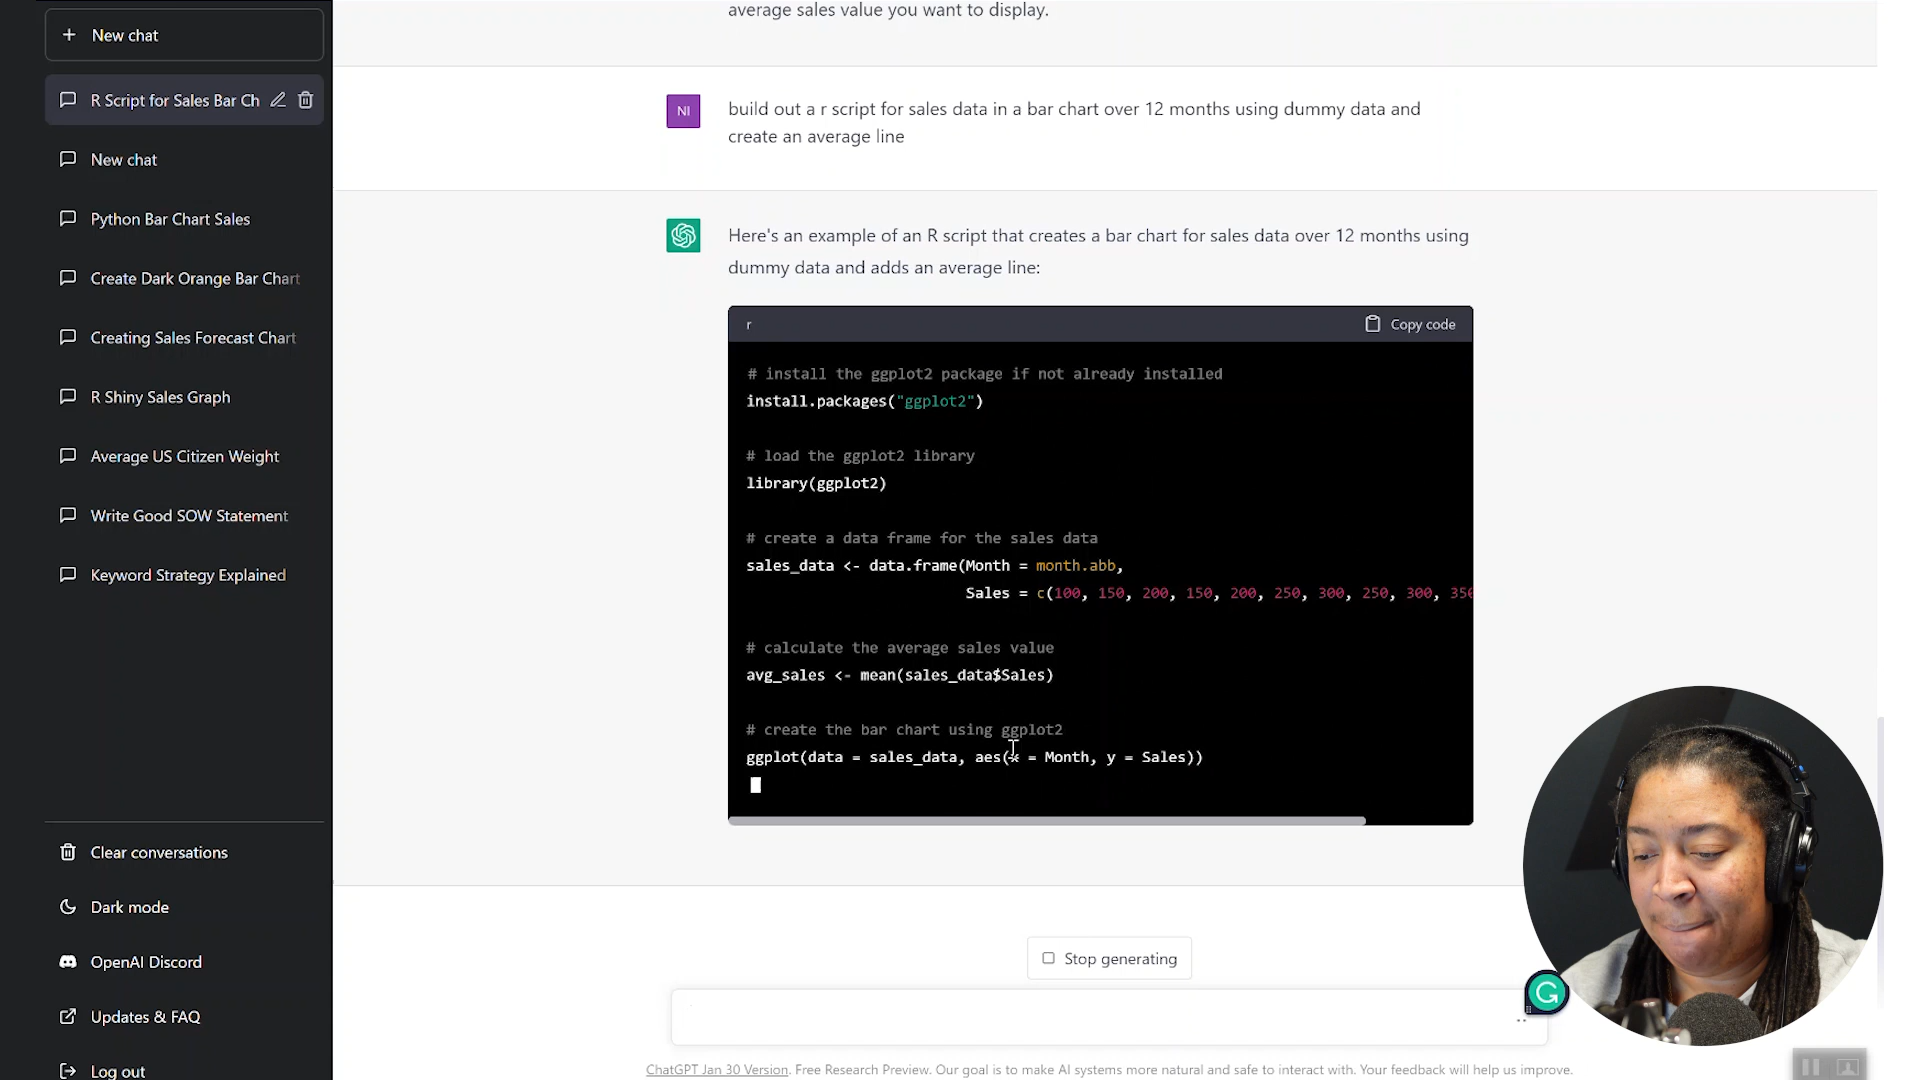 New chat
R Script for Sales Bar Ch
New chat
Python Bar Chart Sales
Create Dark Orange Bar Chart
Creating Sales Forecast Chart
R Shiny Sales Graph
Average US Citizen Weight
Write Good SOW Statement
Keyword Strategy Explained
Clear conversations
Dark mode
OpenAI Discord
Updates & FAQ
Log out
average sales value you want to display.
NI
build out a r script for sales data in a bar chart over 12 months using dummy data and
create an average line
Here's an example of an R script that creates a bar chart for sales data over 12 months using
dummy data and adds an average line:
r
Copy code
# install the ggplot2 package if not already installed
install.packages("ggplot2")
# load the ggplot2 library
library(ggplot2)
# create a data frame for the sales data
sales_data <- data.frame(Month = month.abb,
Sales = c(100, 150, 200, 150, 200, 250, 300, 250, 300, 350
# calculate the average sales value
avg_sales <- mean(sales_data$Sales)
# create the bar chart using ggplot2
ggplot(data = sales_data, aes(x = Month, y = Sales))
Stop generating
G
ChatGPT Jan 30 Version. Free Research Preview. Our goal is to make AI systems more natural and safe to interact with. Your feedback will help us improve.